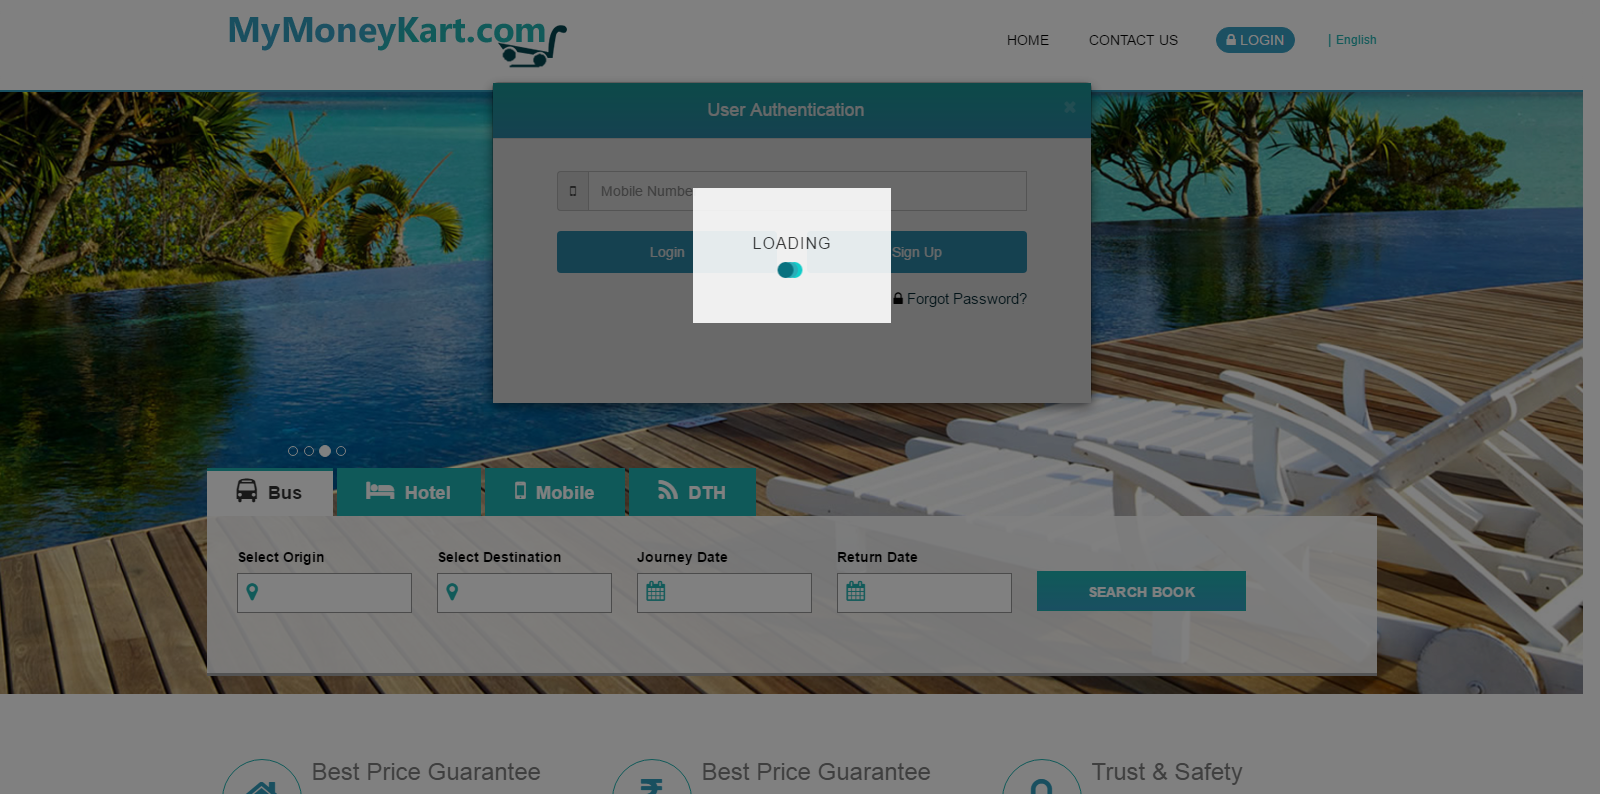 MyMoneyKart.com
HOME
CONTACT US
LOGIN
| English
User Authentication
×
Mobile Numbe
LOADING
Login
Sign Up
Forgot Password?
Bus
Hotel
Mobile
DTH
Select Origin
Select Destination
Journey Date
Return Date
SEARCH BOOK
Best Price Guarantee
Best Price Guarantee
Trust & Safety